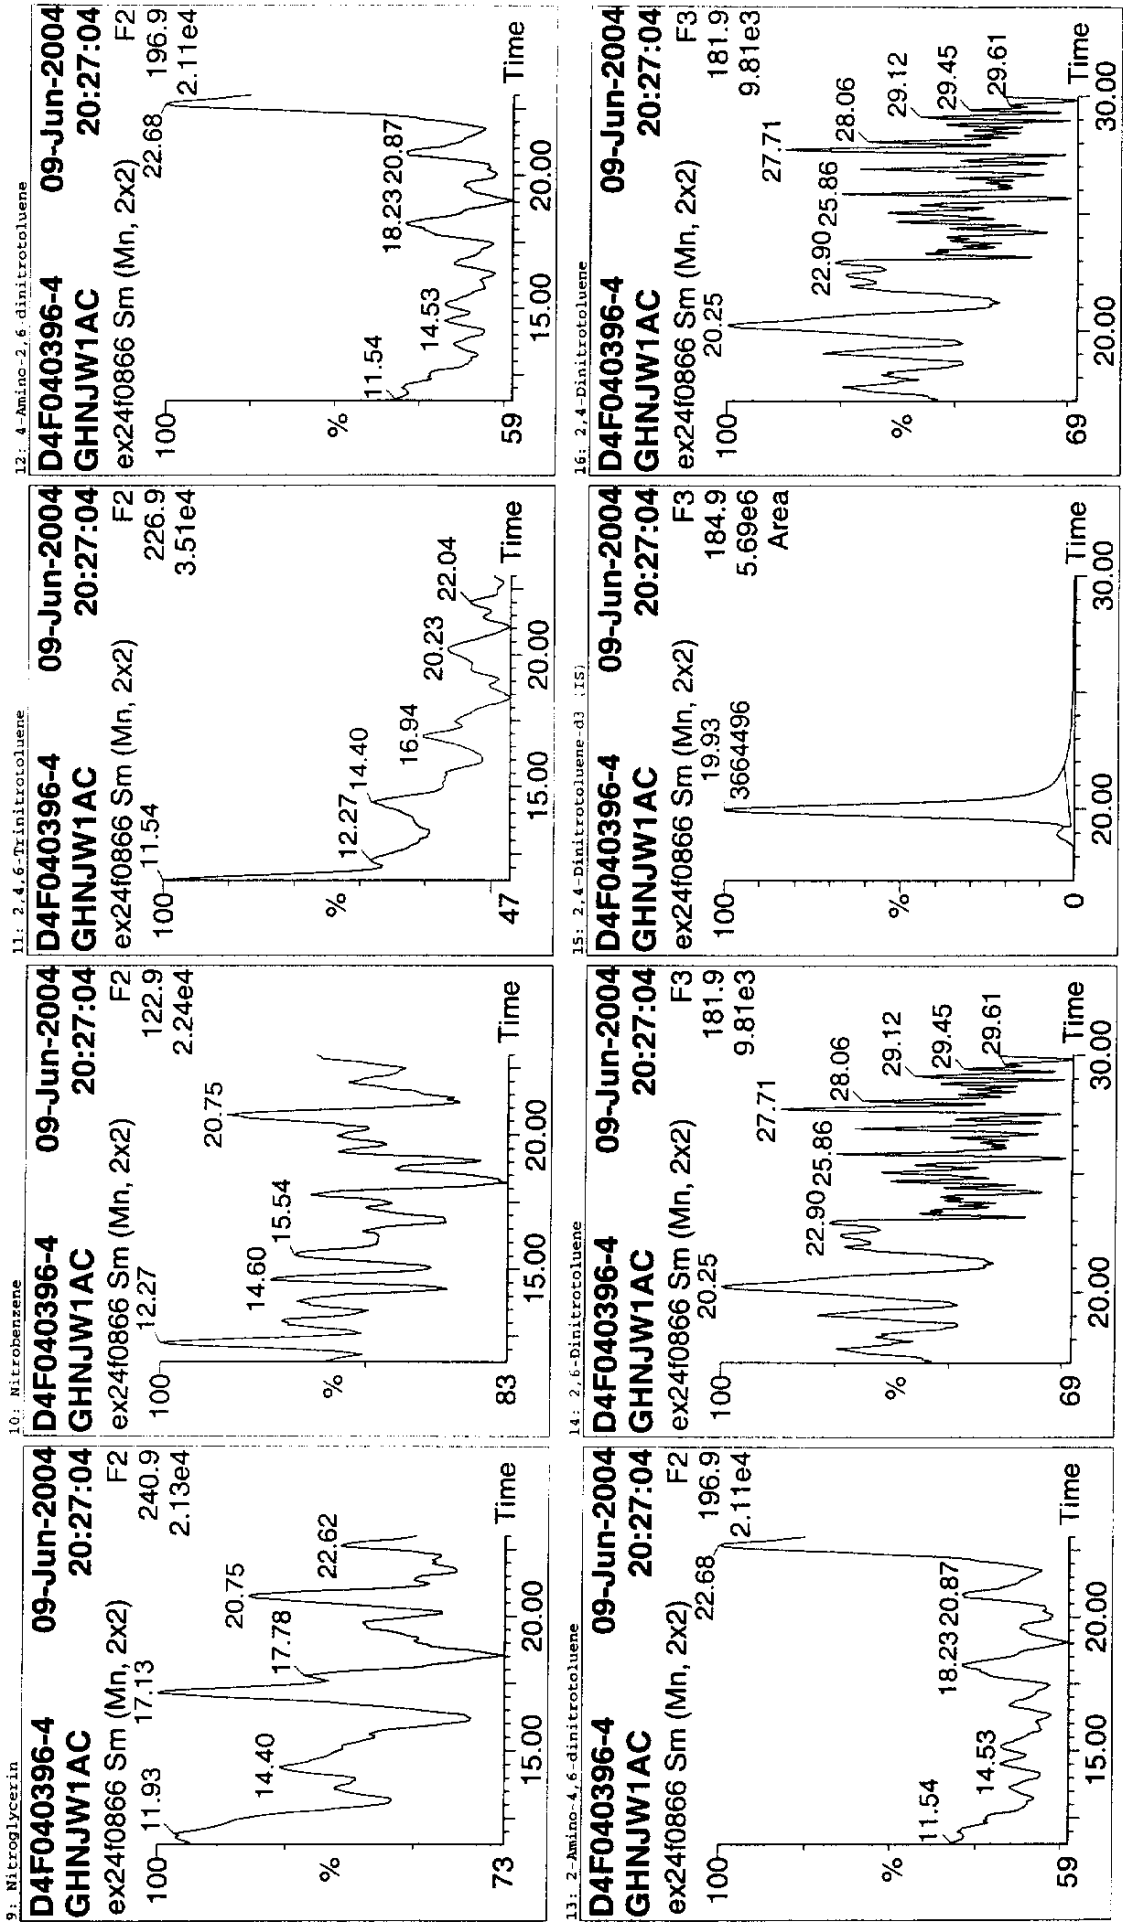 9: Nitroglycerin
D4F040396-4 09-Jun-2004
GHNJW1AC 20:27:04
ex24f0866 Sm (Mn, 2x2) F2
240.9
2.13e4
100
%
73
11.93
14.40
17.13
17.78
20.75
22.62
15.00
20.00
Time
10: Nitrobenzene
D4F040396-4 09-Jun-2004
GHNJW1AC 20:27:04
ex24f0866 Sm (Mn, 2x2) F2
122.9
2.24e4
100
%
83
12.27
14.60
15.54
20.75
15.00
20.00
Time
11: 2,4,6-Trinitrotoluene
D4F040396-4 09-Jun-2004
GHNJW1AC 20:27:04
ex24f0866 Sm (Mn, 2x2) F2
226.9
3.51e4
100
%
47
11.54
12.27
14.40
16.94
20.23
22.04
15.00
20.00
Time
12: 4-Amino-2,6-dinitrotoluene
D4F040396-4 09-Jun-2004
GHNJW1AC 20:27:04
ex24f0866 Sm (Mn, 2x2) F2
196.9
2.11e4
100
%
59
11.54
14.53
18.23
20.87
22.68
15.00
20.00
Time
13: 2-Amino-4,6-dinitrotoluene
D4F040396-4 09-Jun-2004
GHNJW1AC 20:27:04
ex24f0866 Sm (Mn, 2x2) F2
196.9
2.11e4
100
%
59
11.54
14.53
18.23
20.87
22.68
15.00
20.00
Time
14: 2,6-Dinitrotoluene
D4F040396-4 09-Jun-2004
GHNJW1AC 20:27:04
ex24f0866 Sm (Mn, 2x2) F3
181.9
9.81e3
100
%
69
20.25
22.90
25.86
27.71
28.06
29.12
29.45
29.61
20.00
30.00
Time
15: 2,4-Dinitrotoluene-d3 (IS)
D4F040396-4 09-Jun-2004
GHNJW1AC 20:27:04
ex24f0866 Sm (Mn, 2x2) F3
184.9
5.69e6
Area
100
%
0
19.93
3664496
20.00
30.00
Time
16: 2,4-Dinitrotoluene
D4F040396-4 09-Jun-2004
GHNJW1AC 20:27:04
ex24f0866 Sm (Mn, 2x2) F3
181.9
9.81e3
100
%
69
20.25
22.90
25.86
27.71
28.06
29.12
29.45
29.61
20.00
30.00
Time